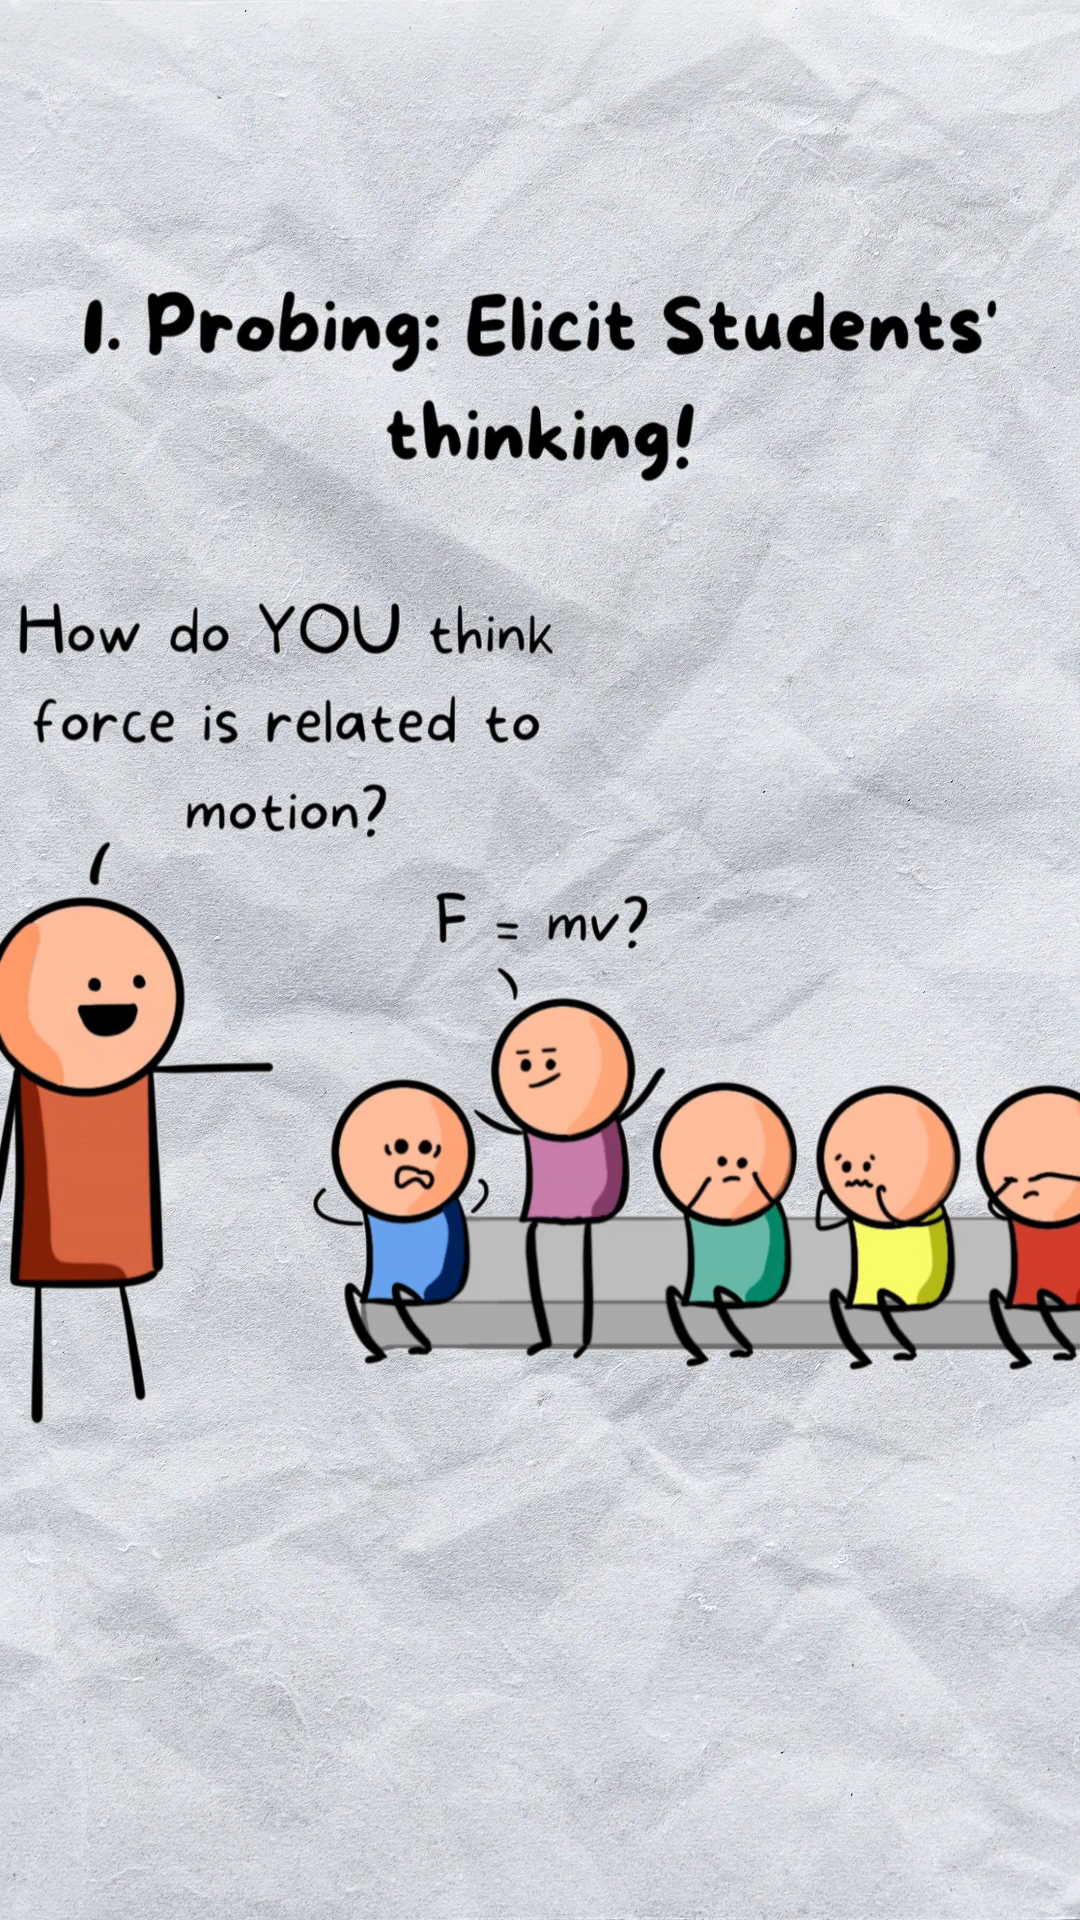 1. Probing: Elicit Students'
thinking!
How do YOU think
force is related to
motion?
F = mv?